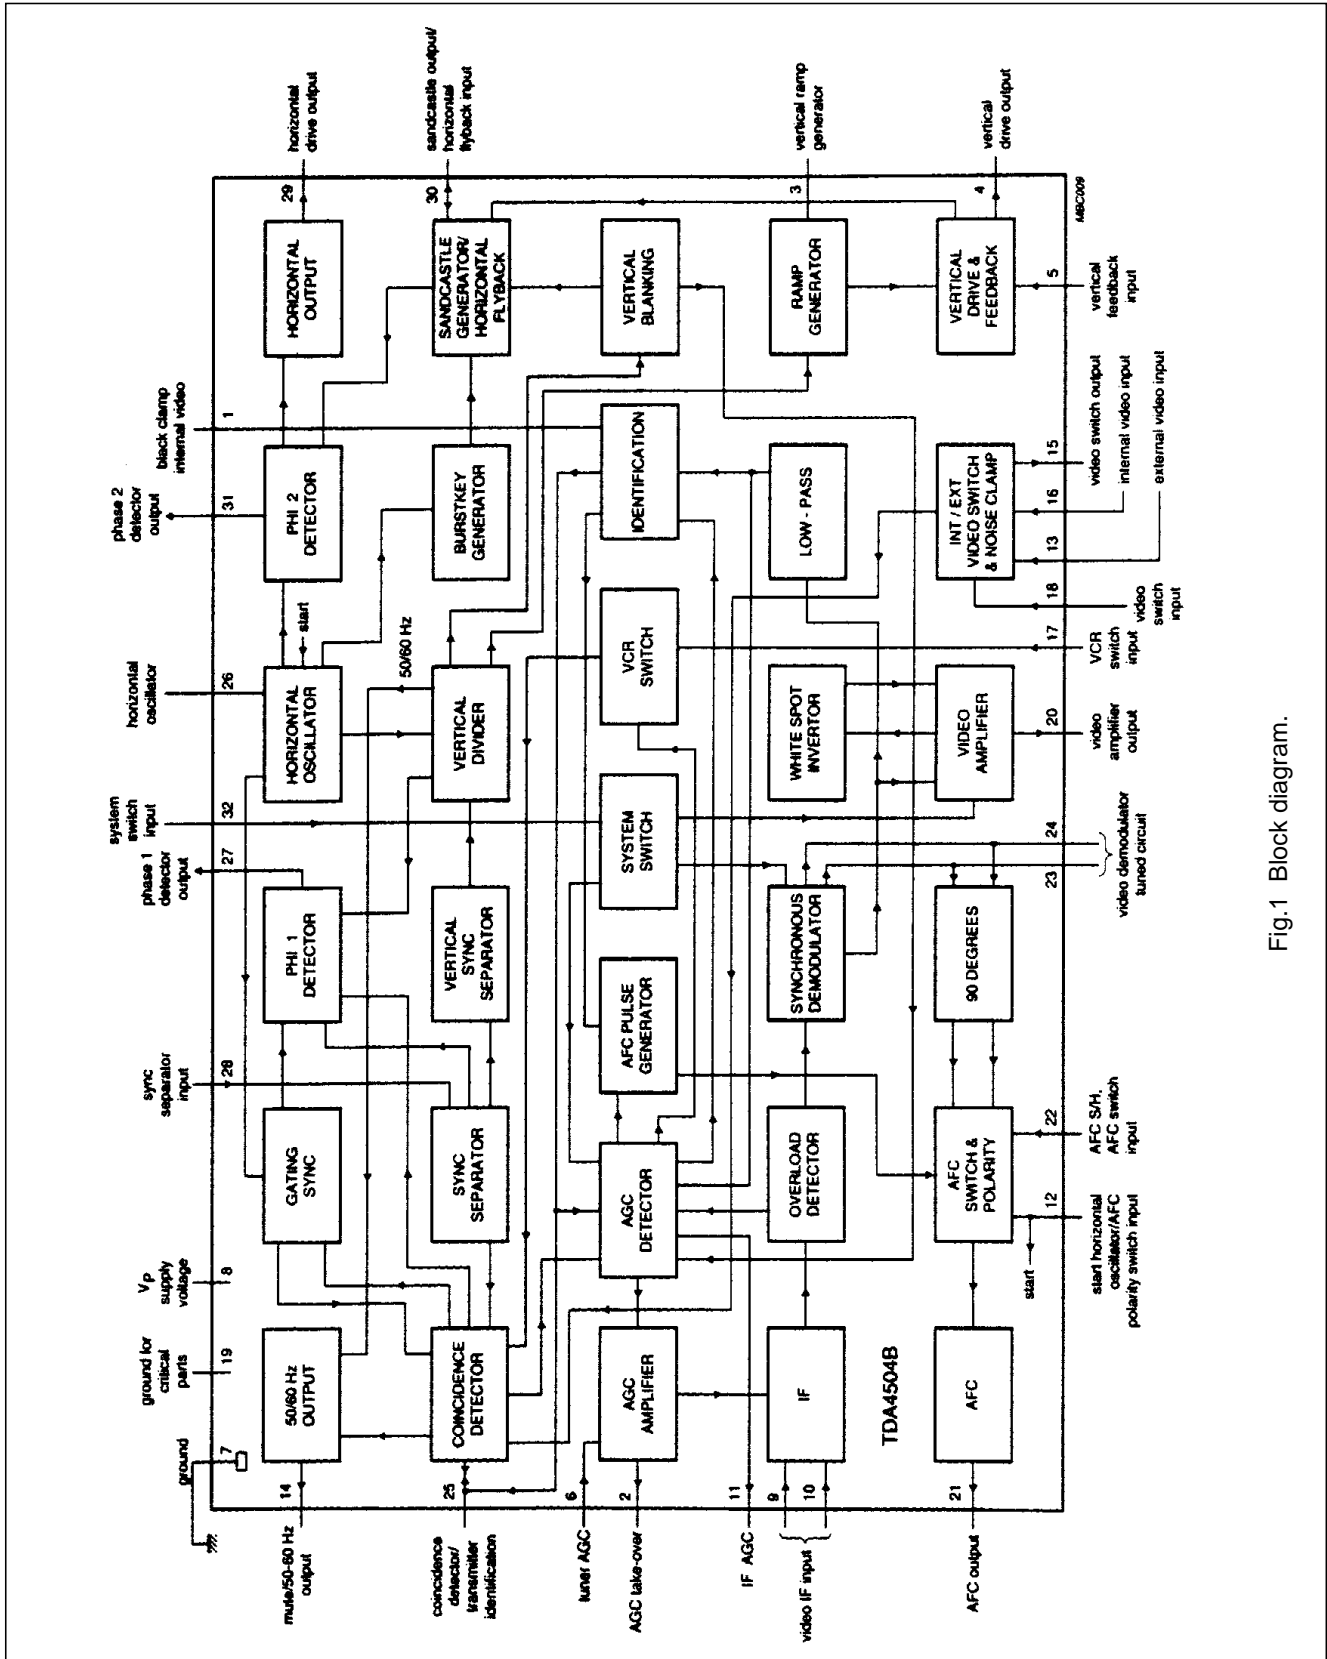 ground
7
ground for
critical
parts
19
VP
supply
voltage
8
sync
separator
input
28
phase 1
detector
output
27
system
switch
input
32
horizontal
oscillator
26
phase 2
detector
output
31
black clamp
internal video
1
mute/50-60 Hz
output
14
50/60 Hz
OUTPUT
GATING
SYNC
PHI 1
DETECTOR
HORIZONTAL
OSCILLATOR
start
PHI 2
DETECTOR
HORIZONTAL
OUTPUT
29
horizontal
drive output
coincidence
detector/
transmitter
identification
25
COINCIDENCE
DETECTOR
SYNC
SEPARATOR
VERTICAL
SYNC
SEPARATOR
VERTICAL
DIVIDER
50/60 Hz
BURSTKEY
GENERATOR
SANDCASTLE
GENERATOR/
HORIZONTAL
FLYBACK
30
sandcastle output/
horizontal
flyback input
tuner AGC
6
AGC take-over
2
AGC
AMPLIFIER
AGC
DETECTOR
AFC PULSE
GENERATOR
SYSTEM
SWITCH
VCR
SWITCH
IDENTIFICATION
VERTICAL
BLANKING
IF AGC
11
video IF input
9
10
IF
OVERLOAD
DETECTOR
SYNCHRONOUS
DEMODULATOR
WHITE SPOT
INVERTOR
LOW - PASS
RAMP
GENERATOR
3
vertical ramp
generator
TDA4504B
AFC output
21
AFC
AFC
SWITCH &
POLARITY
90 DEGREES
VIDEO
AMPLIFIER
INT / EXT
VIDEO SWITCH
& NOISE CLAMP
VERTICAL
DRIVE &
FEEDBACK
4
vertical
drive output
start
12
start horizontal
oscillator/AFC
polarity switch input
22
AFC S/H,
AFC switch
input
23
24
video demodulator
tuned circuit
20
video
amplifier
output
17
VCR
switch
input
18
video
switch
input
13
16
15
video switch output
internal video input
external video input
5
vertical
feedback
input
MBC009
Fig.1 Block diagram.